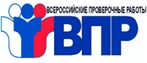 ВСЕРОССИЙСКИЕ ПРОВЕРОЧНЫЕ РАБОТЫ
ВПР